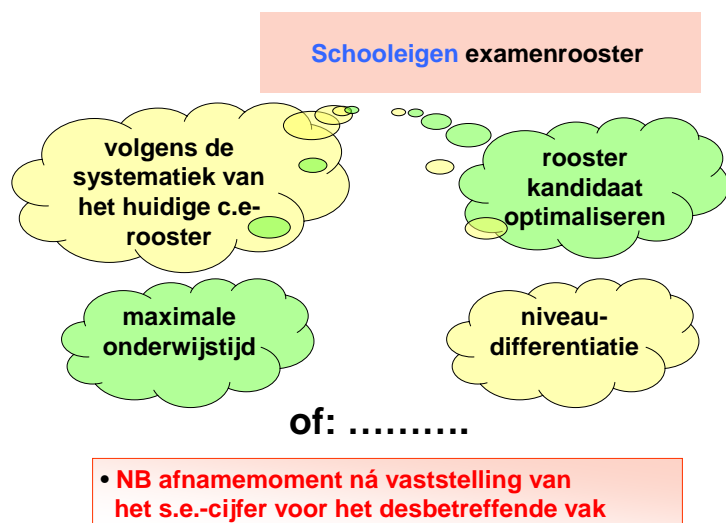 Schooleigen examenrooster
volgens de
systematiek van
het huidige c.e-
rooster
rooster
kandidaat
optimaliseren
maximale
onderwijstijd
niveau-
differentiatie
of: ……….
• NB afnamemoment ná vaststelling van
het s.e.-cijfer voor het desbetreffende vak